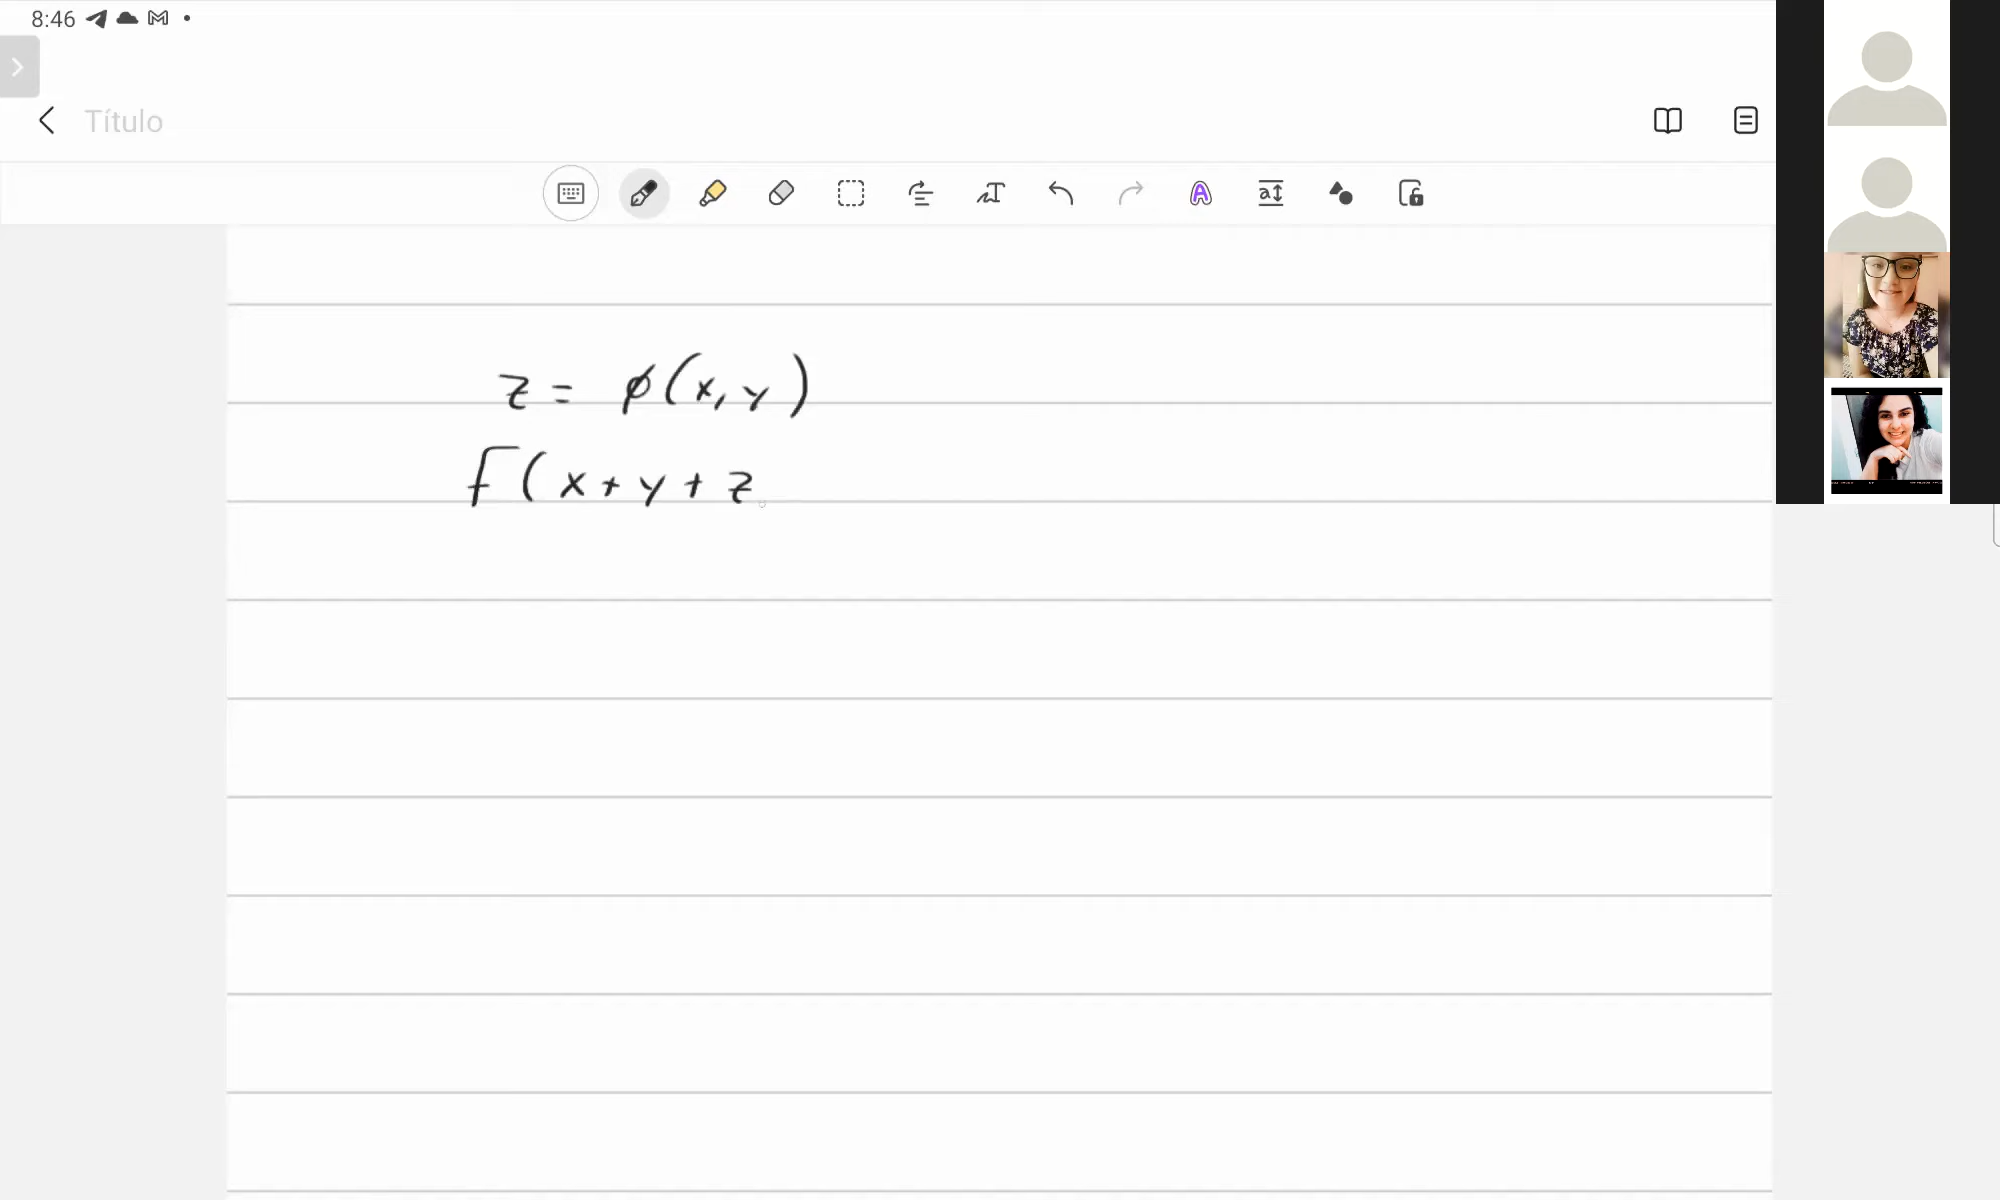 8:46
Título
z = ϕ(x, y)
F(x + y + z